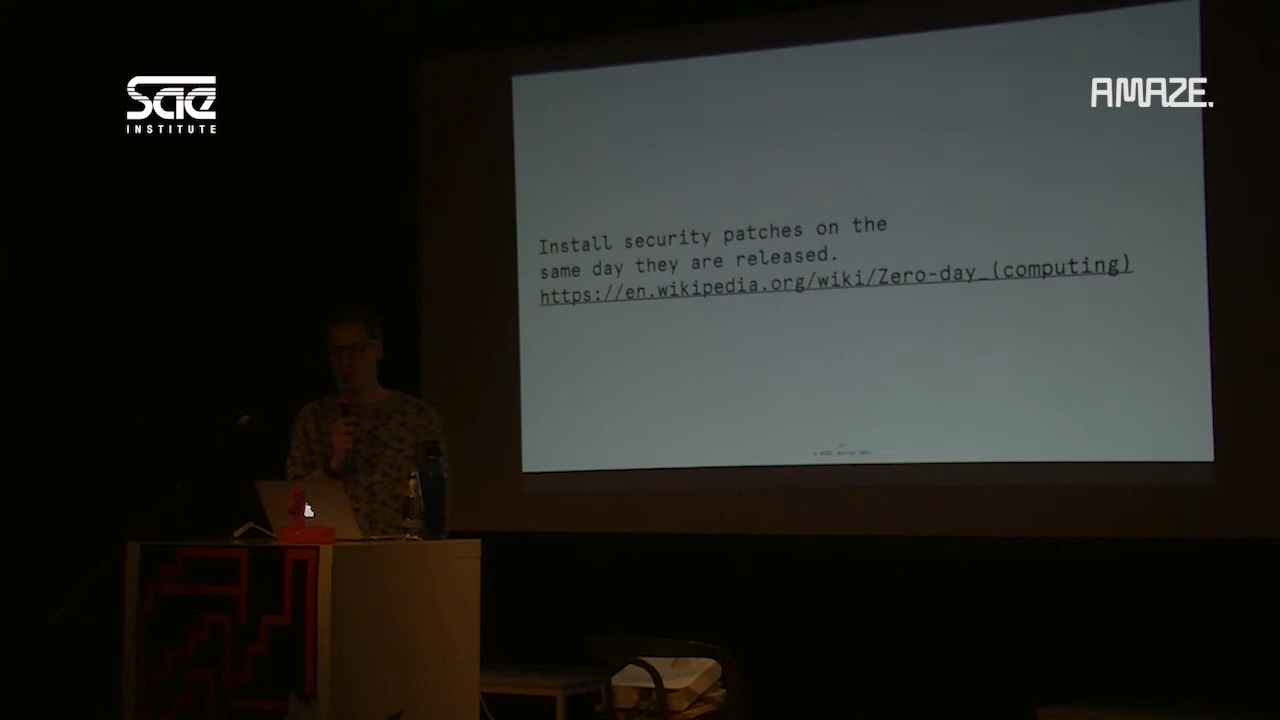 Sae
INSTITUTE
AMAZE.
Install security patches on the
same day they are released.
https://en.wikipedia.org/wiki/Zero-day_(computing)